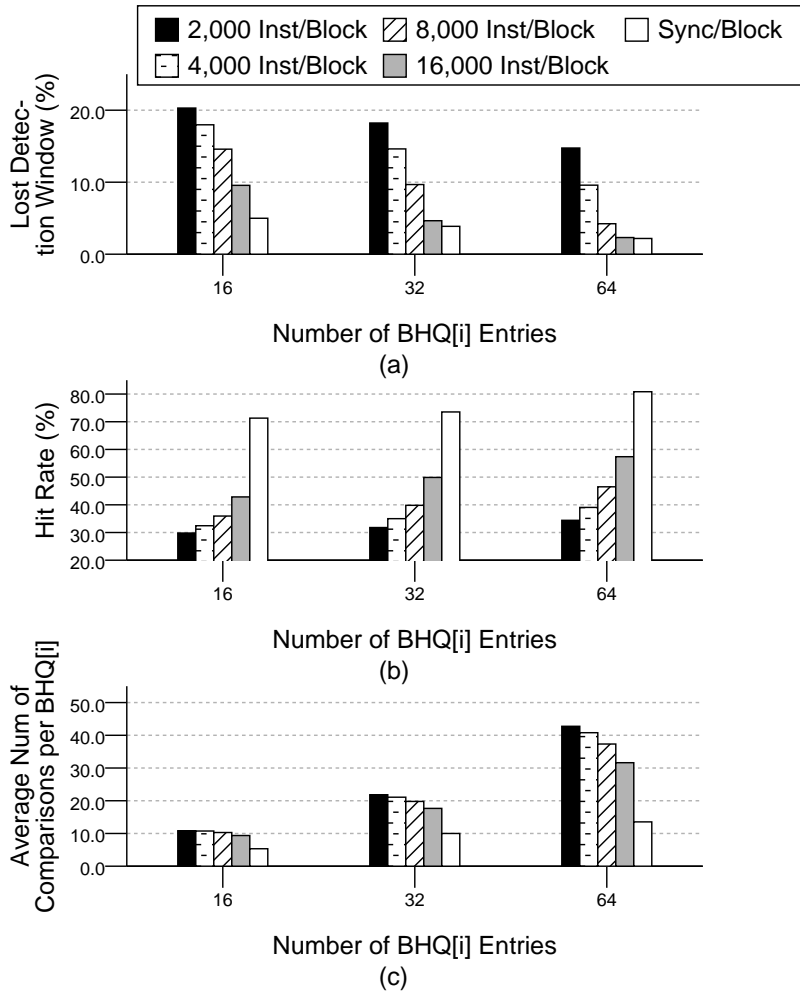 2,000 Inst/Block 8,000 Inst/Block Sync/Block
4,000 Inst/Block 16,000 Inst/Block
Lost Detec-
tion Window (%)
20.0
10.0
0.0
16 32 64
Number of BHQ[i] Entries
(a)
Hit Rate (%)
80.0
70.0
60.0
50.0
40.0
30.0
20.0
16 32 64
Number of BHQ[i] Entries
(b)
Average Num of
Comparisons per BHQ[i]
50.0
40.0
30.0
20.0
10.0
0.0
16 32 64
Number of BHQ[i] Entries
(c)